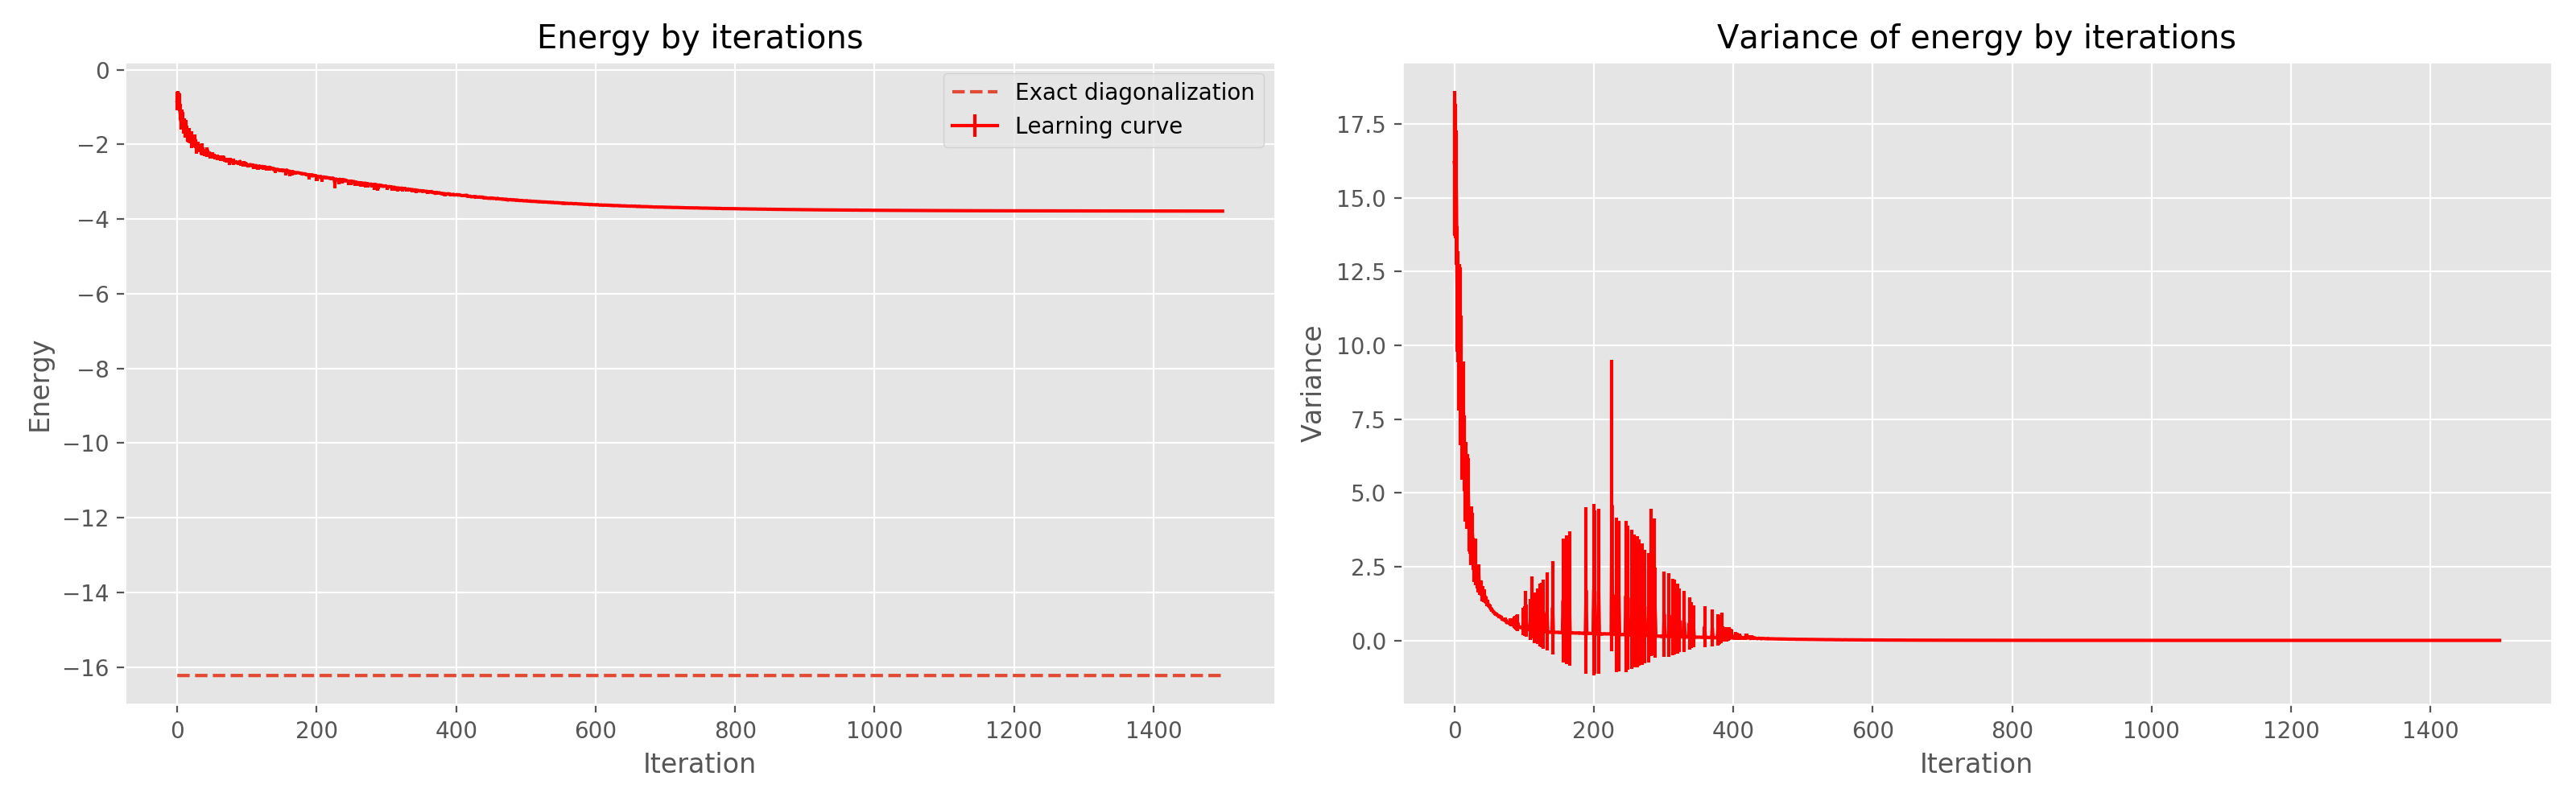 Energy by iterations
Exact diagonalization
Learning curve
0
−2
−4
−6
−8
−10
−12
−14
−16
Energy
0 200 400 600 800 1000 1200 1400
Iteration
Variance of energy by iterations
17.5
15.0
12.5
10.0
7.5
5.0
2.5
0.0
Variance
0 200 400 600 800 1000 1200 1400
Iteration